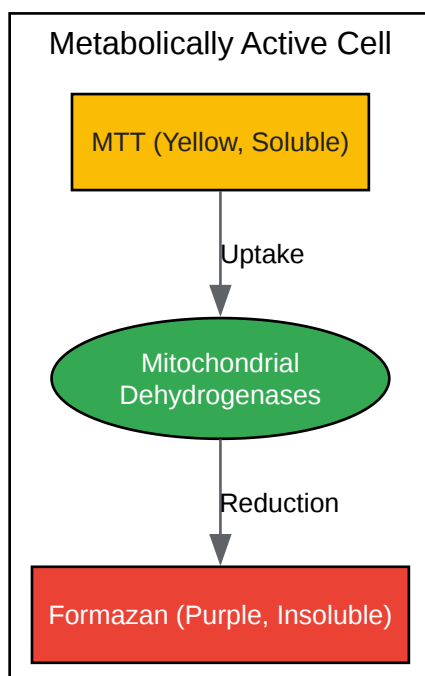 Metabolically Active Cell
MTT (Yellow, Soluble)
Uptake
Mitochondrial
Dehydrogenases
Reduction
Formazan (Purple, Insoluble)